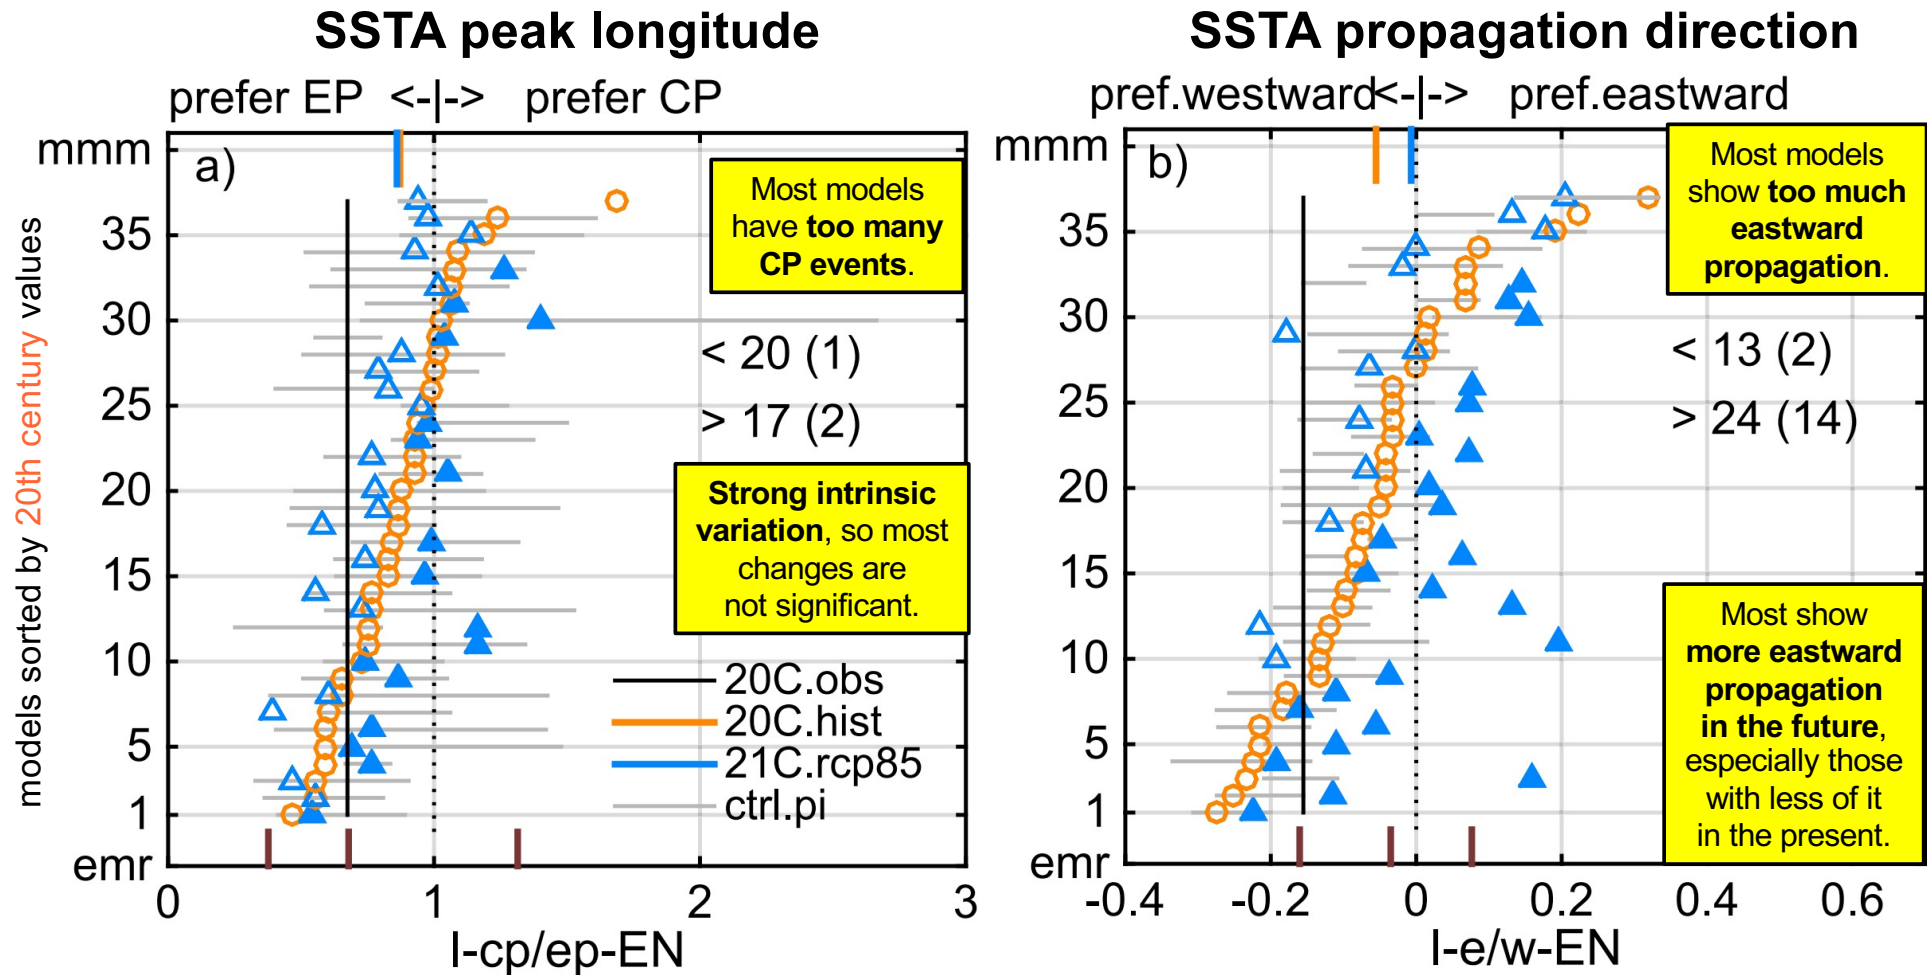 SSTA peak longitude
prefer EP <-|-> prefer CP
models sorted by 20th century values
mmm
35
30
25
20
15
10
5
1
emr
a)
Most models
have too many
CP events.
< 20 (1)
> 17 (2)
Strong intrinsic
variation, so most
changes are
not significant.
20C.obs
20C.hist
21C.rcp85
ctrl.pi
0 1 2 3
I-cp/ep-EN
SSTA propagation direction
pref.westward<-|-> pref.eastward
mmm
35
30
25
20
15
10
5
1
emr
b)
Most models
show too much
eastward
propagation.
< 13 (2)
> 24 (14)
Most show
more eastward
propagation
in the future,
especially those
with less of it
in the present.
-0.4 -0.2 0 0.2 0.4 0.6
I-e/w-EN